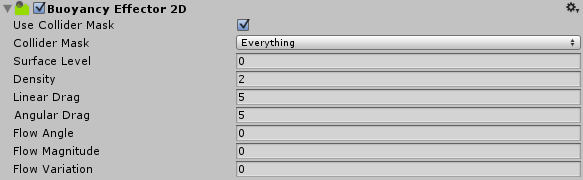 Buoyancy Effector 2D
Use Collider Mask
Collider Mask Everything
Surface Level 0
Density 2
Linear Drag 5
Angular Drag 5
Flow Angle 0
Flow Magnitude 0
Flow Variation 0